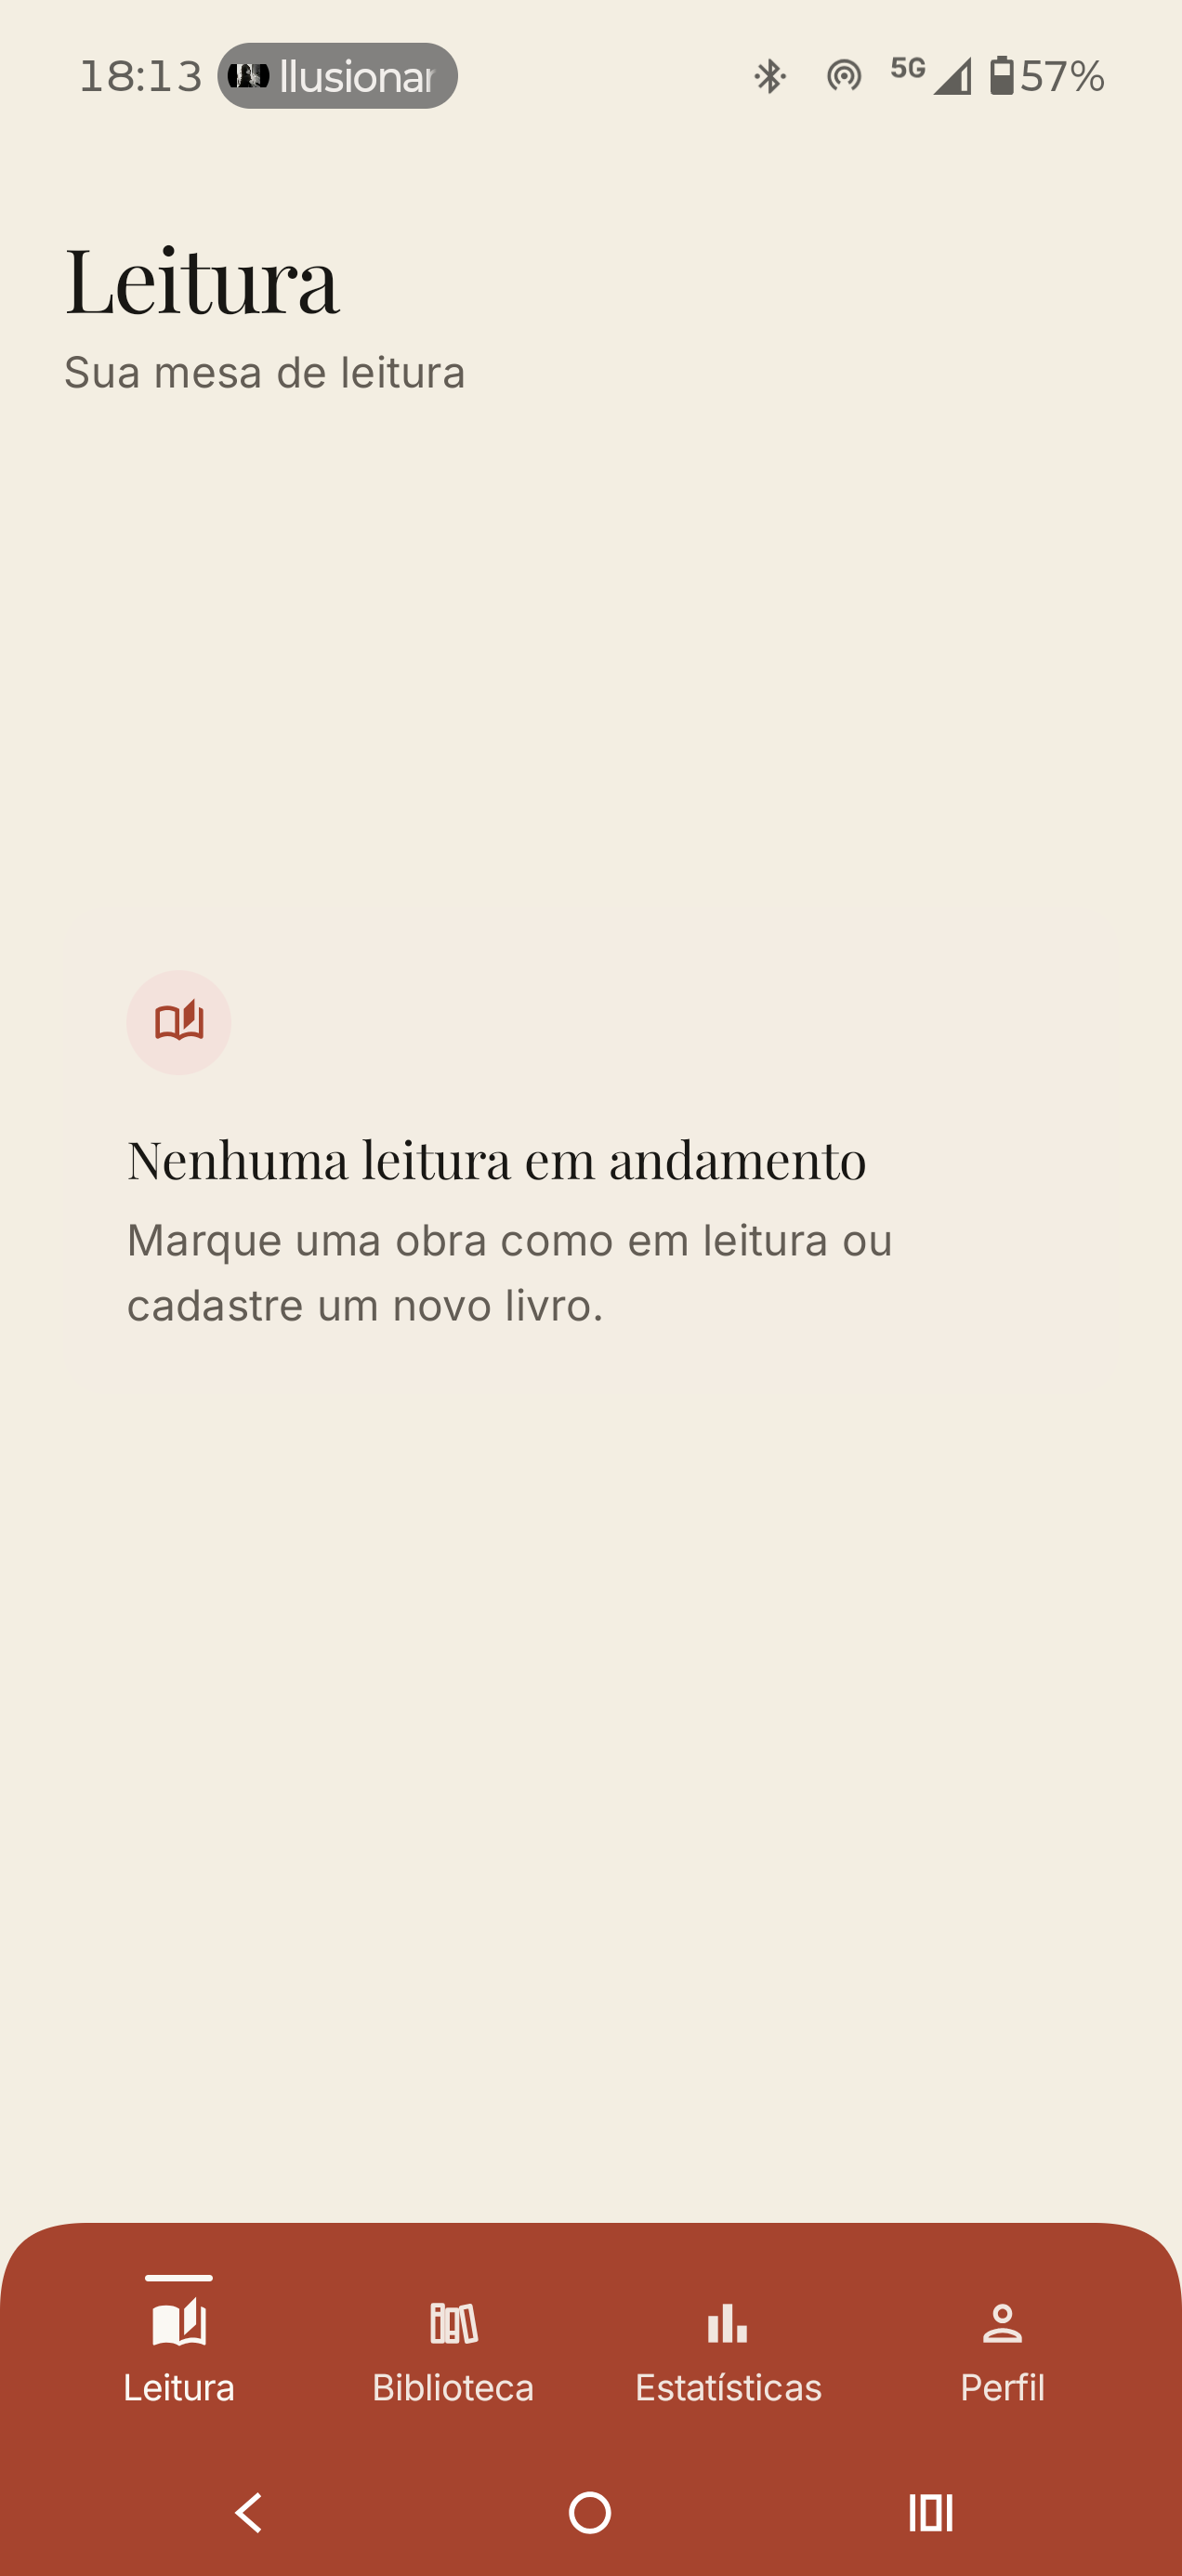 18:13
5G 57%
Leitura
Sua mesa de leitura
Nenhuma leitura em andamento
Marque uma obra como em leitura ou
cadastre um novo livro.
Leitura Biblioteca Estatísticas Perfil